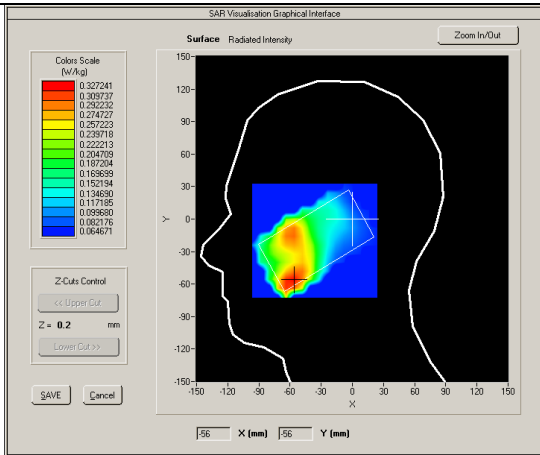 SAR Visualisation Graphical Interface
Surface Radiated Intensity
Zoom In/Out
Colors Scale
(W/kg)
0.327241
0.309737
0.292232
0.274727
0.257223
0.239718
0.222213
0.204709
0.187204
0.169699
0.152194
0.134690
0.117185
0.099680
0.082176
0.064671
Z-Cuts Control
<< Upper Cut
Z = 0.2 mm
Lower Cut >>
SAVE Cancel
150
120
90
60
30
0
-30
-60
-90
-120
-150
Y
-150 -120 -90 -60 -30 0 30 60 90 120 150
X
-56 X (mm) -56 Y (mm)